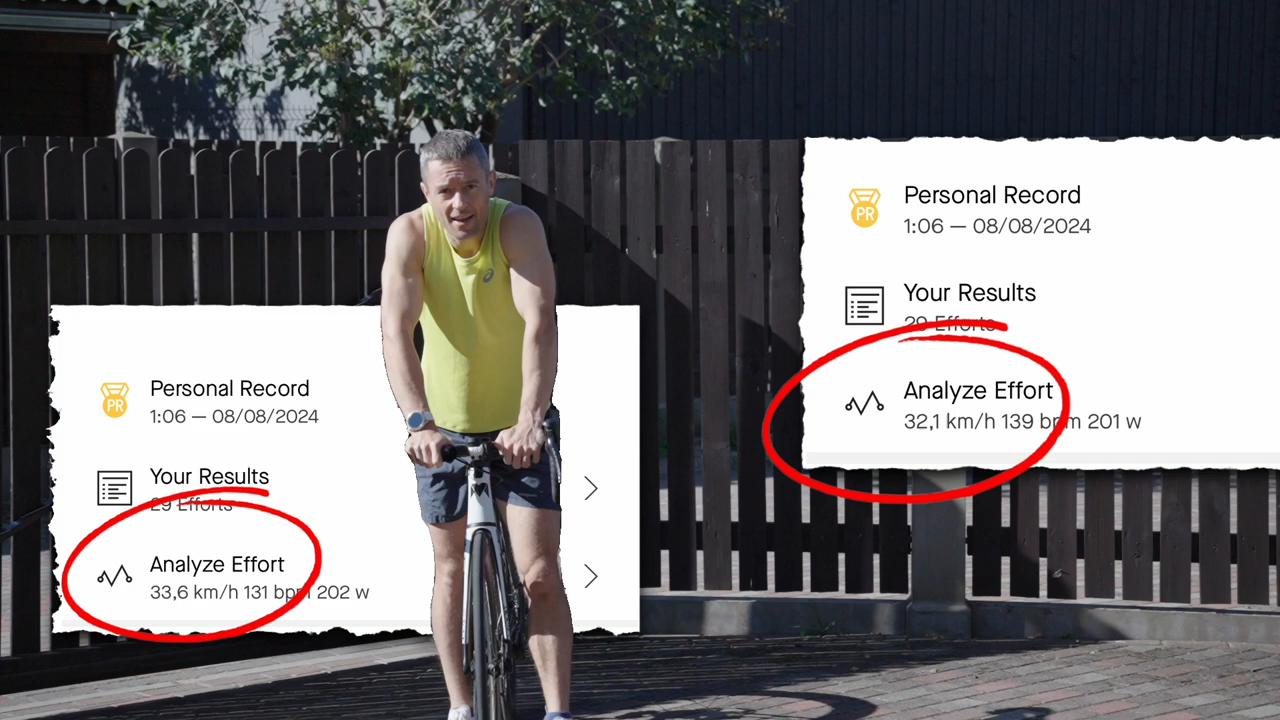 Personal Record
1:06 — 08/08/2024
Your Results
29 Efforts
Analyze Effort
33,6 km/h 131 bpm 202 w
PR
Personal Record
1:06 — 08/08/2024
Your Results
29 Efforts
Analyze Effort
32,1 km/h 139 bpm 201 w
PR